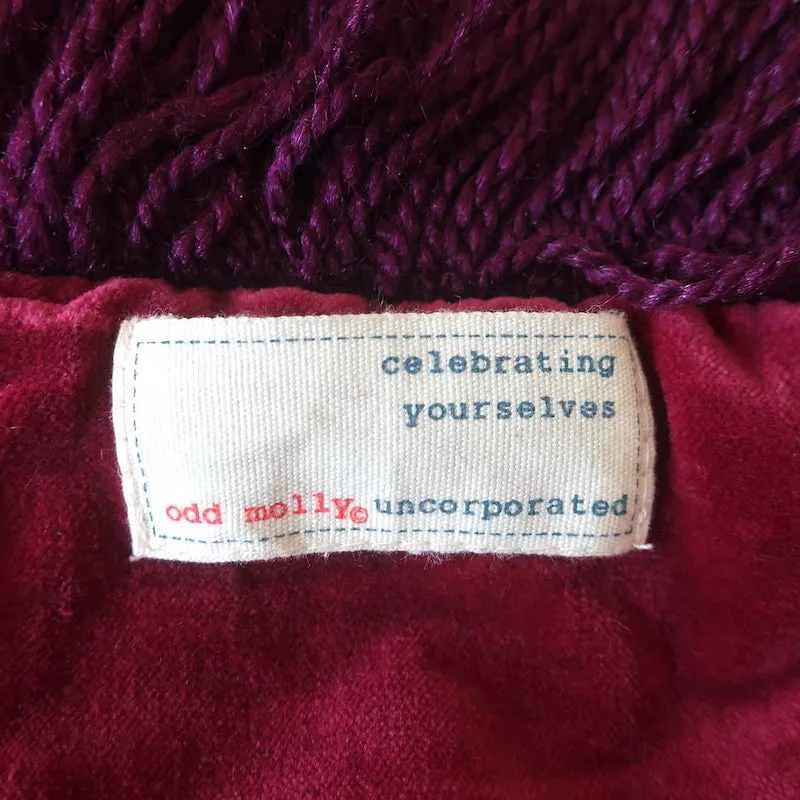 celebrating
yourselves
odd molly© uncorporated